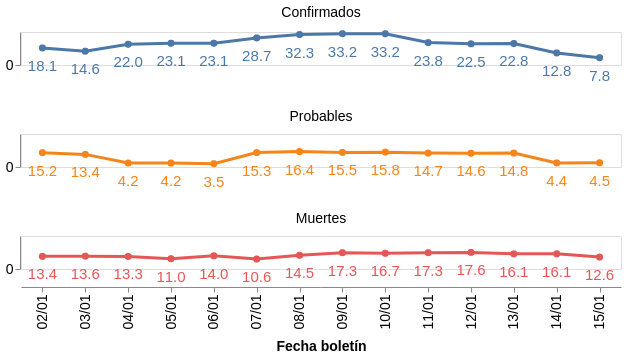 Confirmados
0
18.1 14.6 22.0 23.1 23.1 28.7 32.3 33.2 33.2 23.8 22.5 22.8 12.8 7.8
Probables
0
15.2 13.4 4.2 4.2 3.5 15.3 16.4 15.5 15.8 14.7 14.6 14.8 4.4 4.5
Muertes
0
13.4 13.6 13.3 11.0 14.0 10.6 14.5 17.3 16.7 17.3 17.6 16.1 16.1 12.6
02/01 03/01 04/01 05/01 06/01 07/01 08/01 09/01 10/01 11/01 12/01 13/01 14/01 15/01
Fecha boletín